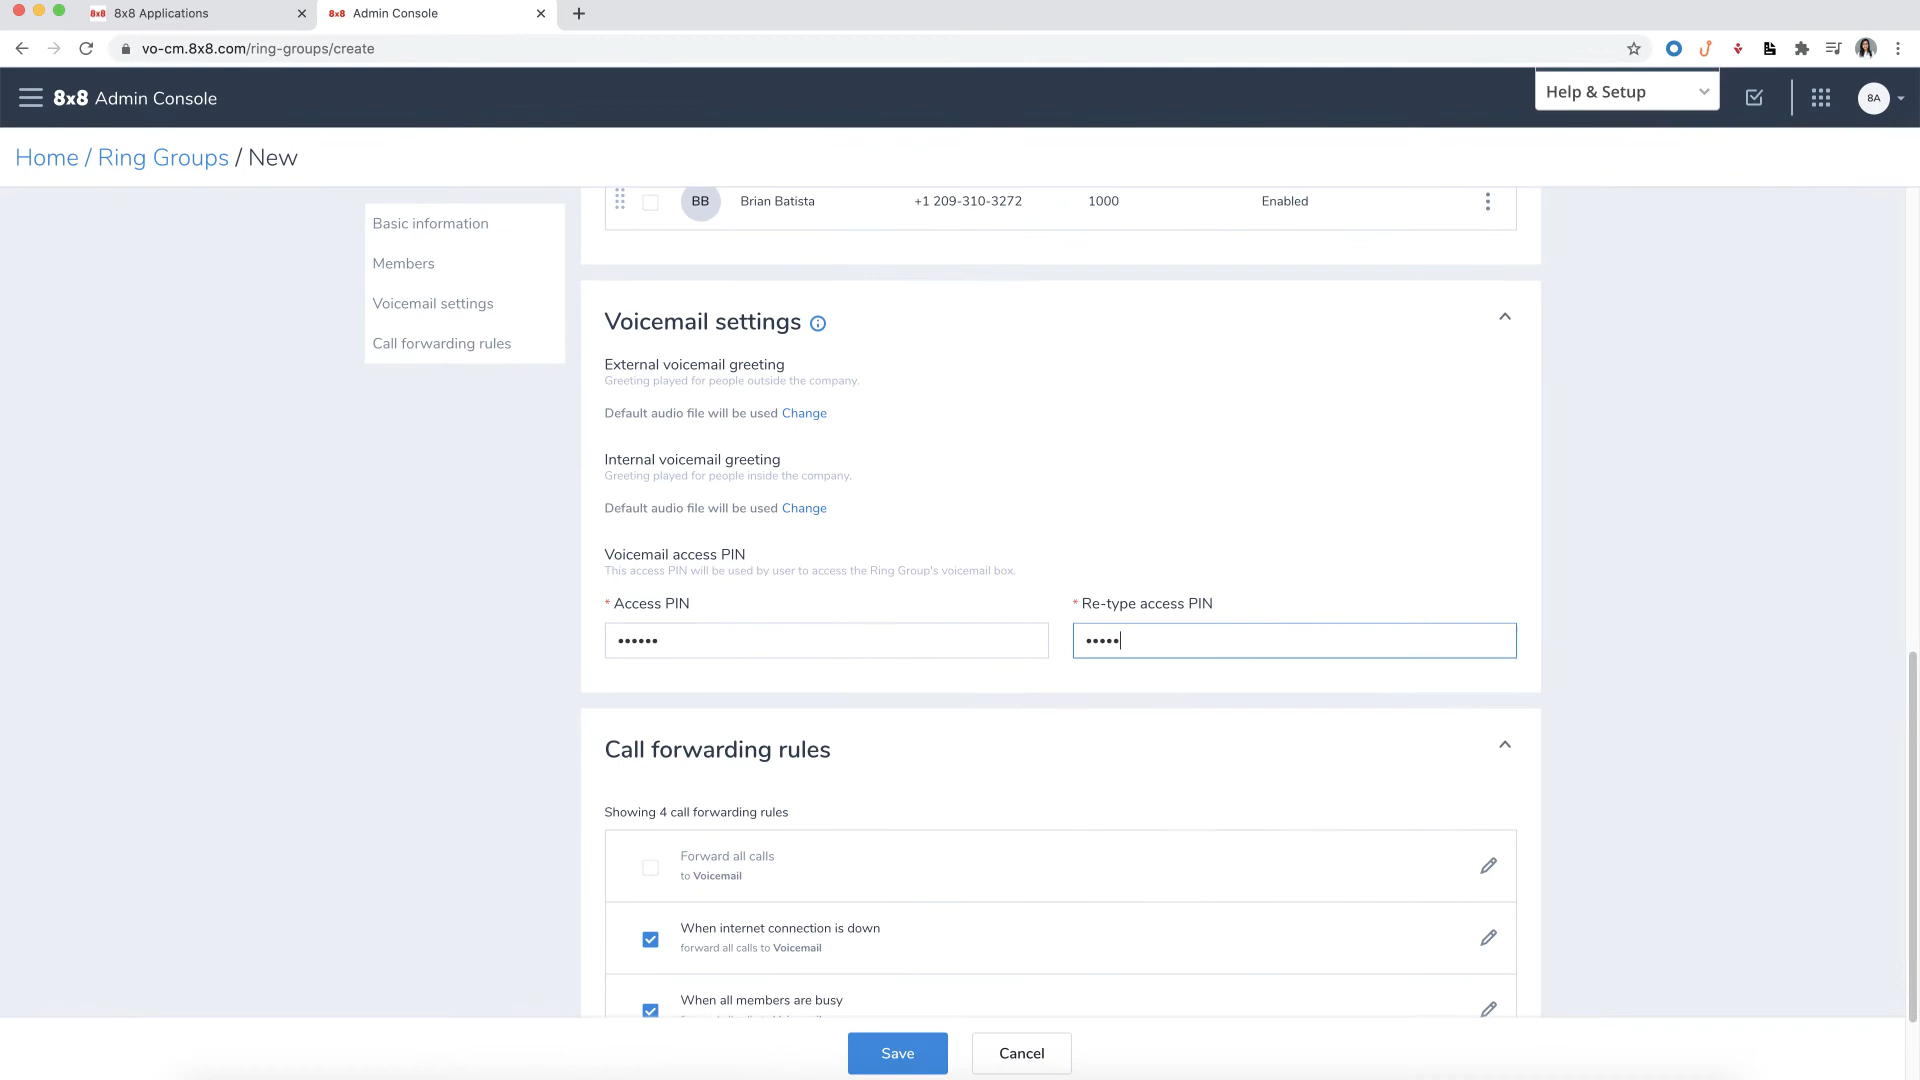 8x8 8x8 Applications
8x8 Admin Console
vo-cm.8x8.com/ring-groups/create
8x8 Admin Console
Help & Setup
8A
Home / Ring Groups / New
Basic information
Members
Voicemail settings
Call forwarding rules
BB Brian Batista +1 209-310-3272 1000 Enabled
Voicemail settings
External voicemail greeting
Greeting played for people outside the company.
Default audio file will be used Change
Internal voicemail greeting
Greeting played for people inside the company.
Default audio file will be used Change
Voicemail access PIN
This access PIN will be used by user to access the Ring Group's voicemail box.
* Access PIN
* Re-type access PIN
••••••
•••••
Call forwarding rules
Showing 4 call forwarding rules
Forward all calls
to Voicemail
When internet connection is down
forward all calls to Voicemail
When all members are busy
Save
Cancel